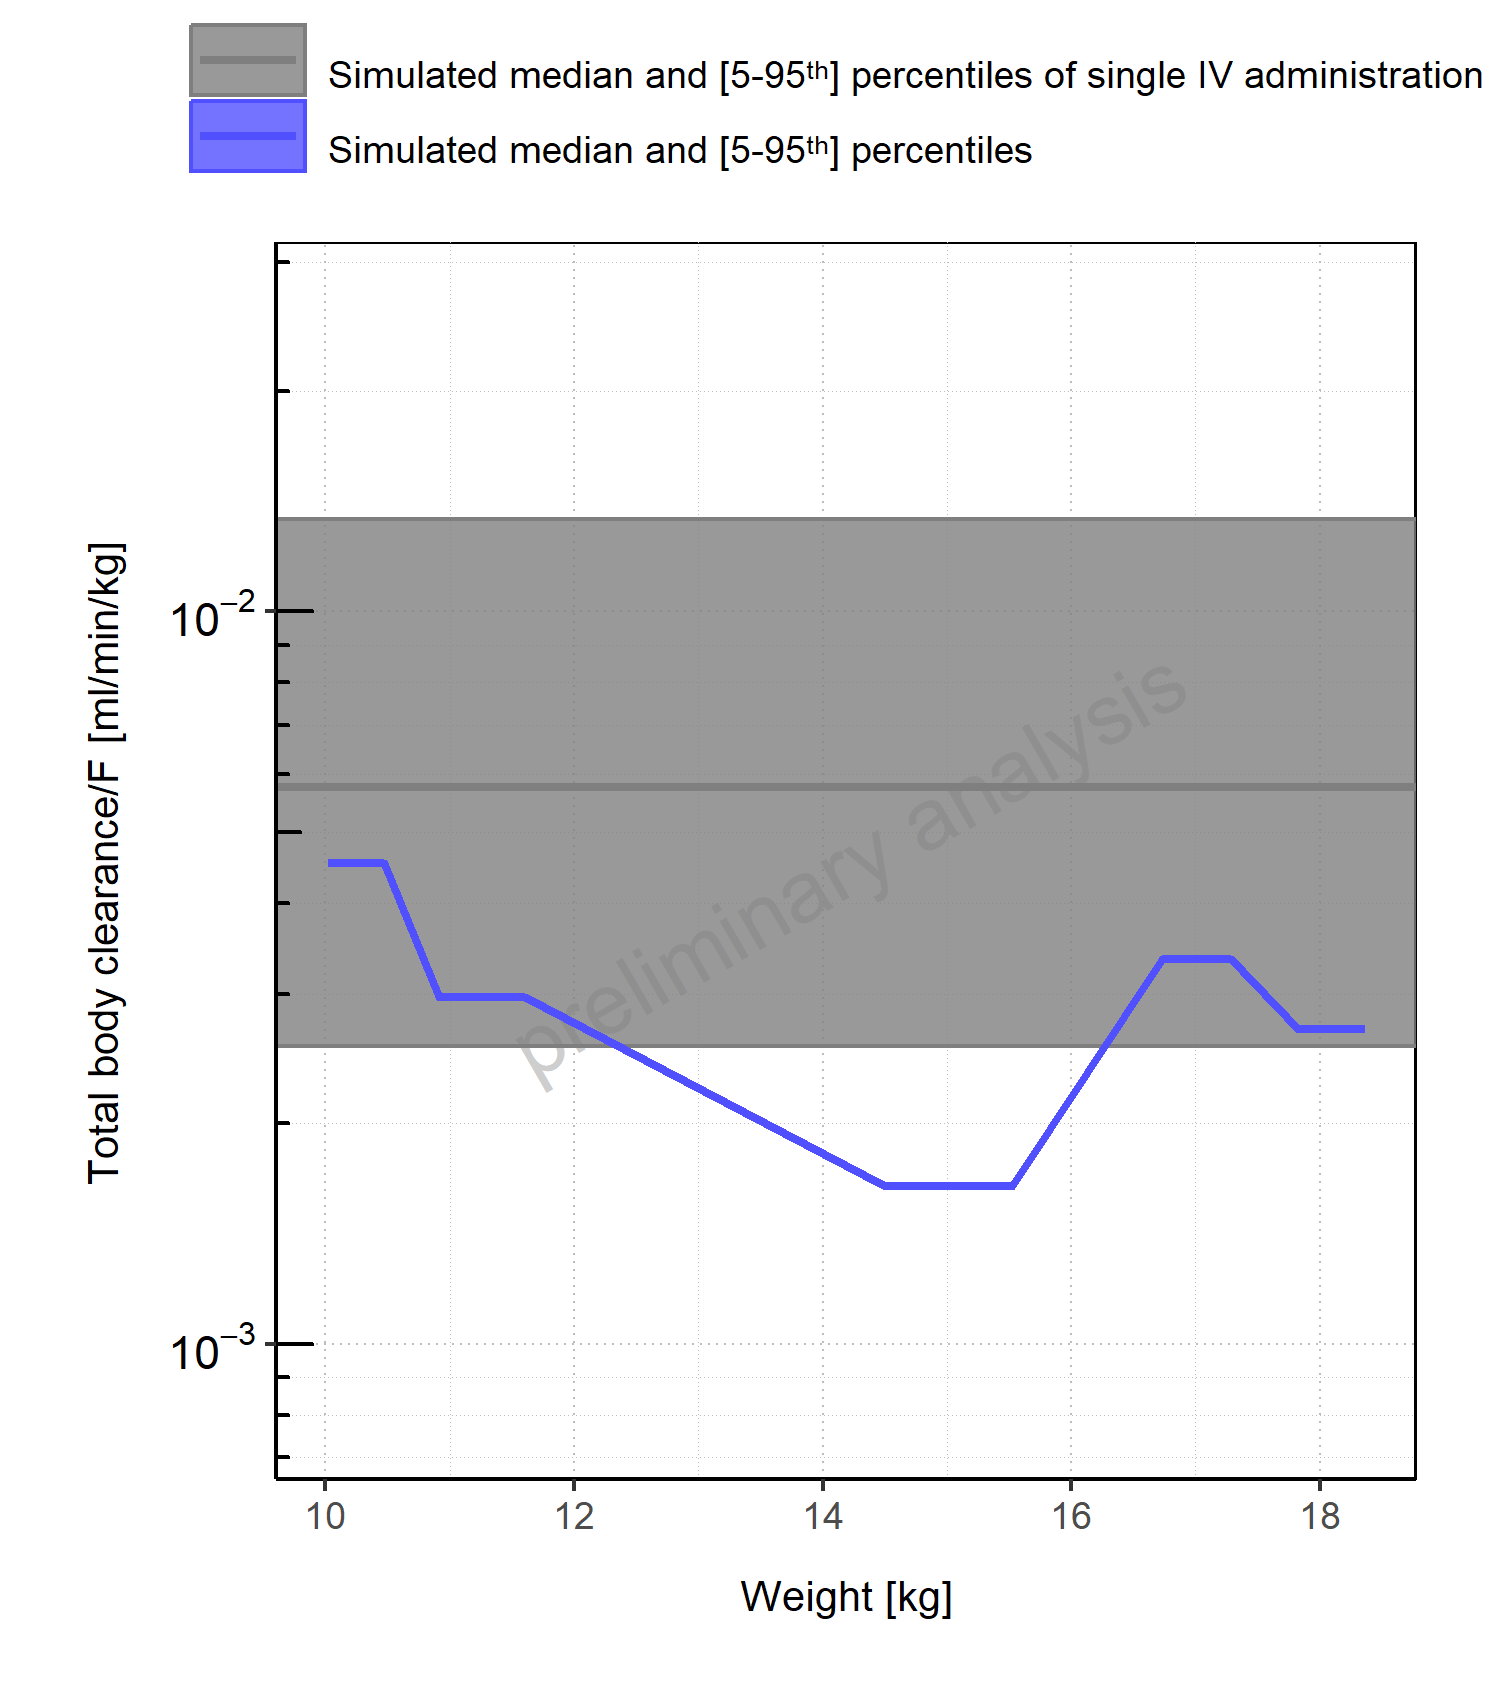 Simulated median and [5-95th] percentiles of single IV administration
Simulated median and [5-95th] percentiles
Total body clearance/F [ml/min/kg]
10−2
10−3
preliminary analysis
10 12 14 16 18
Weight [kg]